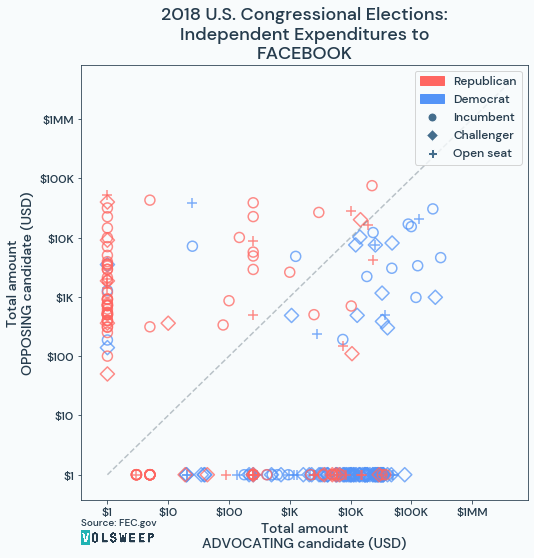 2018 U.S. Congressional Elections:
Independent Expenditures to
FACEBOOK
Republican
Democrat
Incumbent
Challenger
Open seat
Total amount
OPPOSING candidate (USD)
$1MM
$100K
$10K
$1K
$100
$10
$1
$1 $10 $100 $1K $10K $100K $1MM
Total amount
ADVOCATING candidate (USD)
Source: FEC.gov
VOLSWEEP